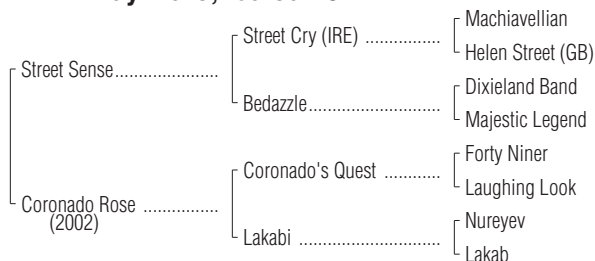 Machiavellian
Street Cry (IRE) ................
Helen Street (GB)
Street Sense......................
Dixieland Band
Bedazzle............................
Majestic Legend
Forty Niner
Coronado's Quest ............
Laughing Look
Coronado Rose ................
(2002)
Nureyev
Lakabi ..............................
Lakab